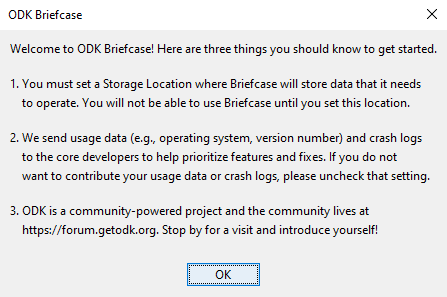 ODK Briefcase
Welcome to ODK Briefcase! Here are three things you should know to get started.
1. You must set a Storage Location where Briefcase will store data that it needs
to operate. You will not be able to use Briefcase until you set this location.
2. We send usage data (e.g., operating system, version number) and crash logs
to the core developers to help prioritize features and fixes. If you do not
want to contribute your usage data or crash logs, please uncheck that setting.
3. ODK is a community-powered project and the community lives at
https://forum.getodk.org. Stop by for a visit and introduce yourself!
OK